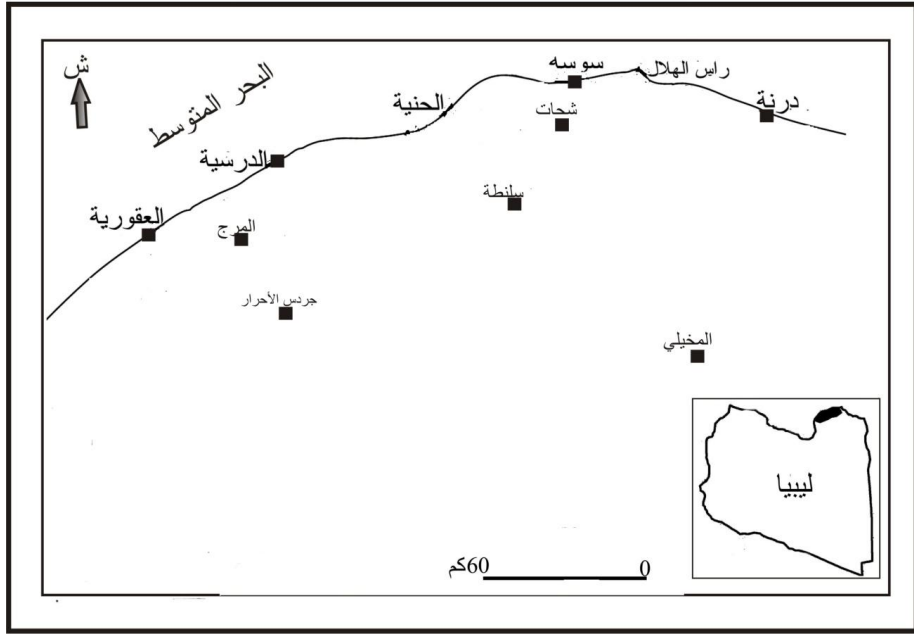 ش
البحر المتوسط
سوسه
راس الهلال
درنة
الحنية
شحات
الدرسية
سلنطة
العقورية
المرج
جردس الأحرار
المخيلي
ليبيا
0
60كم